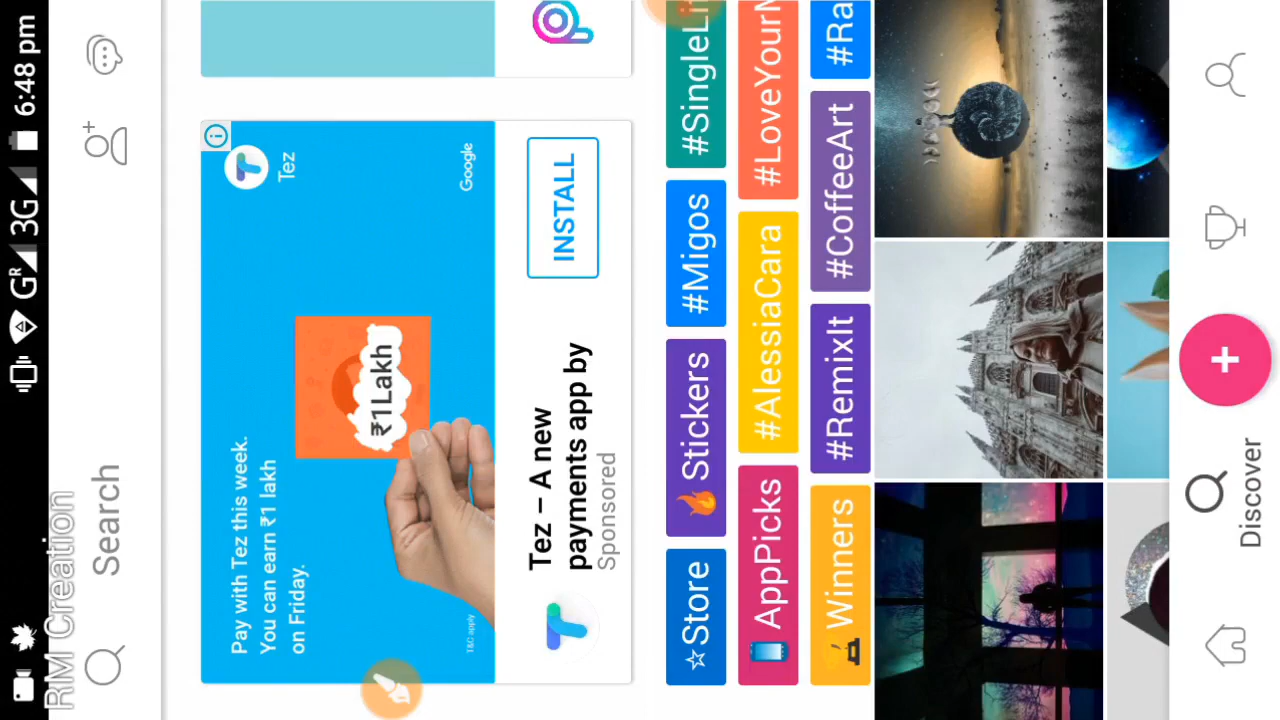 GR 3G 6:48 pm
RM Creation
Search
Pay with Tez this week.
You can earn ₹1 lakh
on Friday.
Tez
₹1Lakh
Google
T&C apply
Tez – A new
payments app by
Sponsored
INSTALL
☆Store
🔥 Stickers
#Migos
#SingleLi
📱 AppPicks
#AlessiaCara
#LoveYour
🏆 Winners
#RemixIt
#CoffeeArt
#Ra
Discover